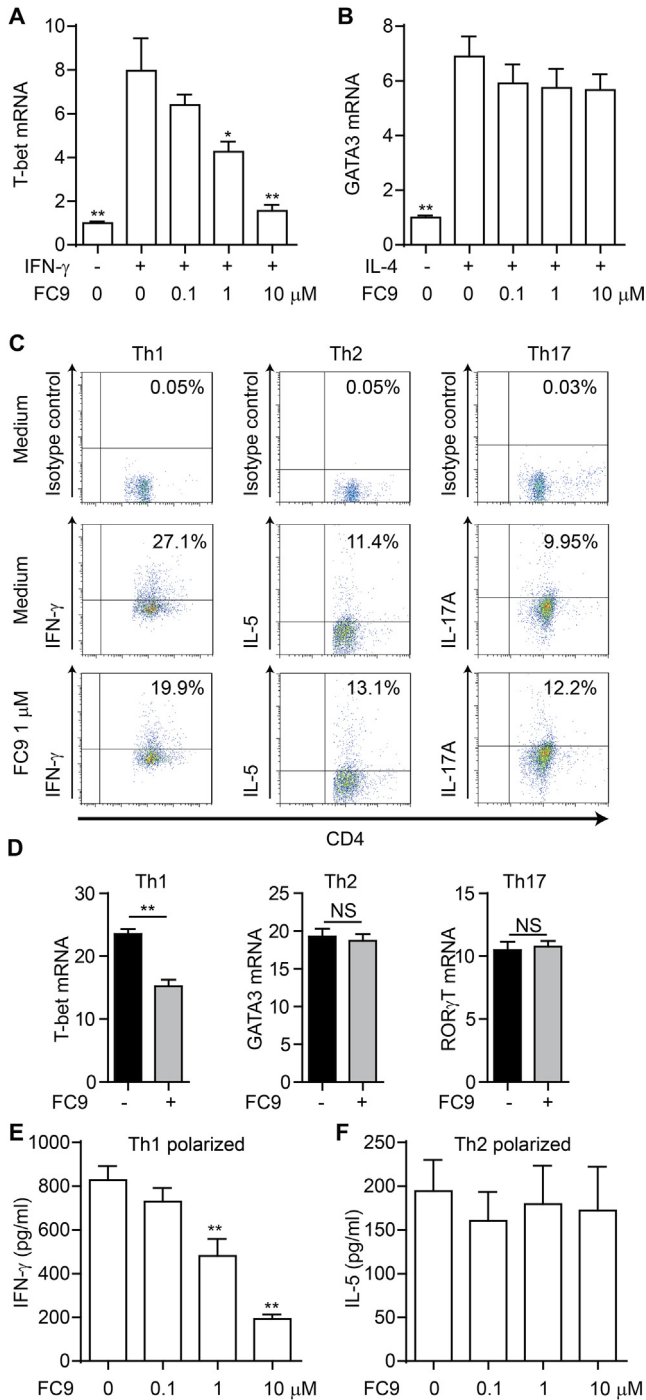 A
T-bet mRNA
10
8
6
4
2
0
**
*
**
IFN-γ - + + + +
FC9 0 0 0.1 1 10 μM
B
GATA3 mRNA
8
6
4
2
0
**
IL-4 - + + + +
FC9 0 0 0.1 1 10 μM
C
Th1 Th2 Th17
Medium
Isotype control 0.05%
Isotype control 0.05%
Isotype control 0.03%
Medium
IFN-γ 27.1%
IL-5 11.4%
IL-17A 9.95%
FC9 1 μM
IFN-γ 19.9%
IL-5 13.1%
IL-17A 12.2%
CD4
D
Th1
T-bet mRNA
30
20
10
0
**
FC9 - +
Th2
GATA3 mRNA
25
20
15
10
5
0
NS
FC9 - +
Th17
RORγT mRNA
15
10
5
0
NS
FC9 - +
E
Th1 polarized
IFN-γ (pg/ml)
1000
800
600
400
200
0
**
**
FC9 0 0.1 1 10 μM
F
Th2 polarized
IL-5 (pg/ml)
250
200
150
100
50
0
FC9 0 0.1 1 10 μM